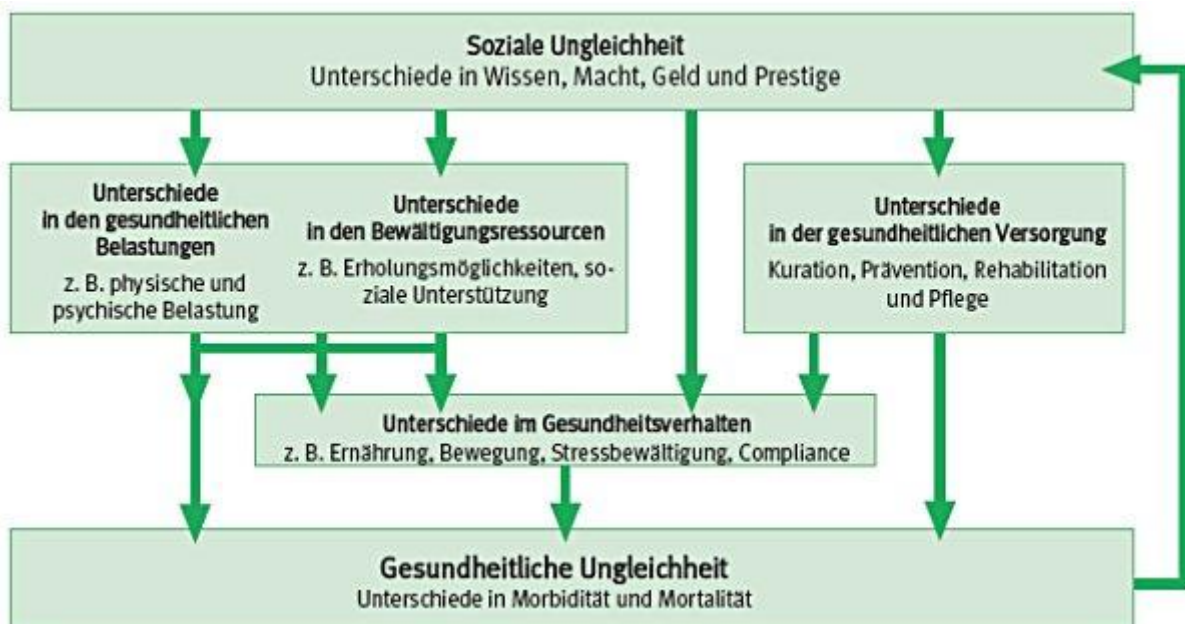 Soziale Ungleichheit
Unterschiede in Wissen, Macht, Geld und Prestige
Unterschiede
in den gesundheitlichen
Belastungen
z. B. physische und
psychische Belastung
Unterschiede
in den Bewältigungsressourcen
z. B. Erholungsmöglichkeiten, so-
ziale Unterstützung
Unterschiede
in der gesundheitlichen Versorgung
Kuration, Prävention, Rehabilitation
und Pflege
Unterschiede im Gesundheitsverhalten
z. B. Ernährung, Bewegung, Stressbewältigung, Compliance
Gesundheitliche Ungleichheit
Unterschiede in Morbidität und Mortalität